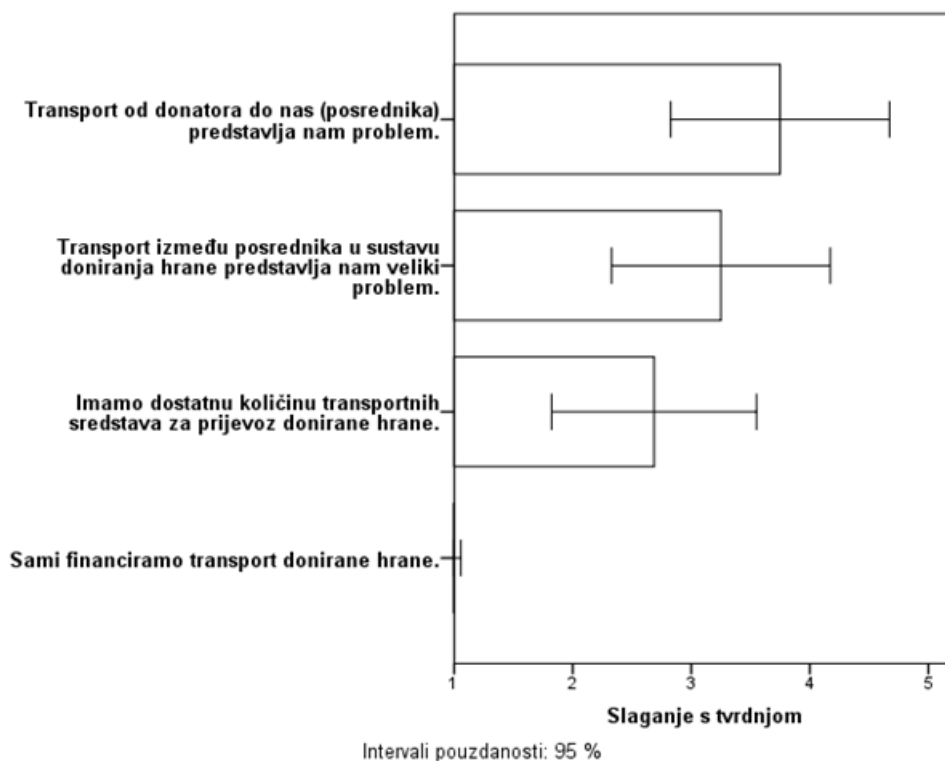 Transport od donatora do nas (posrednika)
predstavlja nam problem.
Transport između posrednika u sustavu
doniranja hrane predstavlja nam veliki
problem.
Imamo dostatnu količinu transportnih
sredstava za prijevoz donirane hrane.
Sami financiramo transport donirane hrane.
1 2 3 4 5
Slaganje s tvrdnjom
Intervali pouzdanosti: 95 %